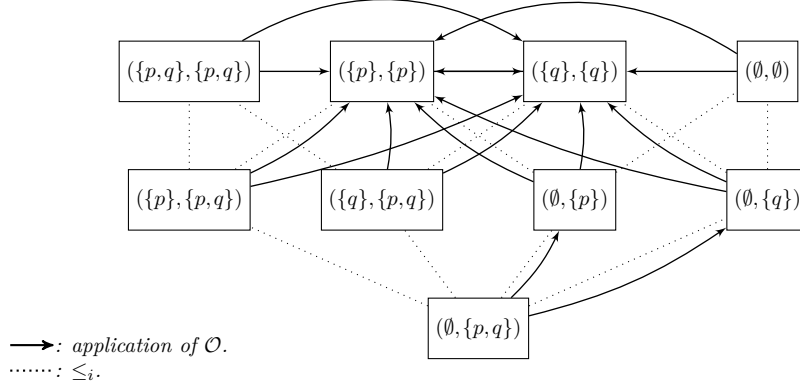 ({p,q},{p,q}) ({p},{p}) ({q},{q}) (∅,∅)
({p},{p,q}) ({q},{p,q}) (∅,{p}) (∅,{q})
(∅,{p,q})
: application of 𝒪.
: ≤ᵢ.